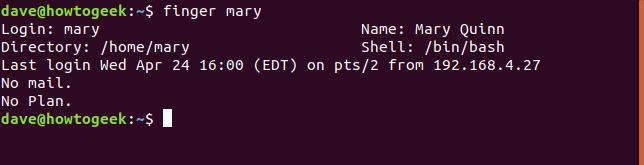 dave@howtogeek:~$ finger mary
Login: mary Name: Mary Quinn
Directory: /home/mary Shell: /bin/bash
Last login Wed Apr 24 16:00 (EDT) on pts/2 from 192.168.4.27
No mail.
No Plan.
dave@howtogeek:~$